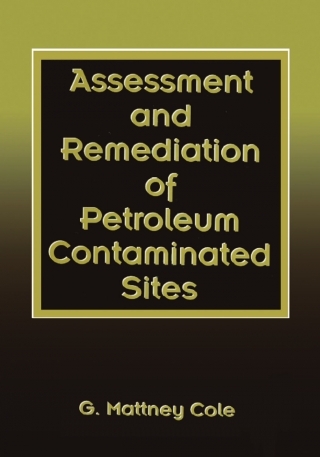 Assessment
and
Remediation
of
Petroleum
Contaminated
Sites
G. Mattney Cole